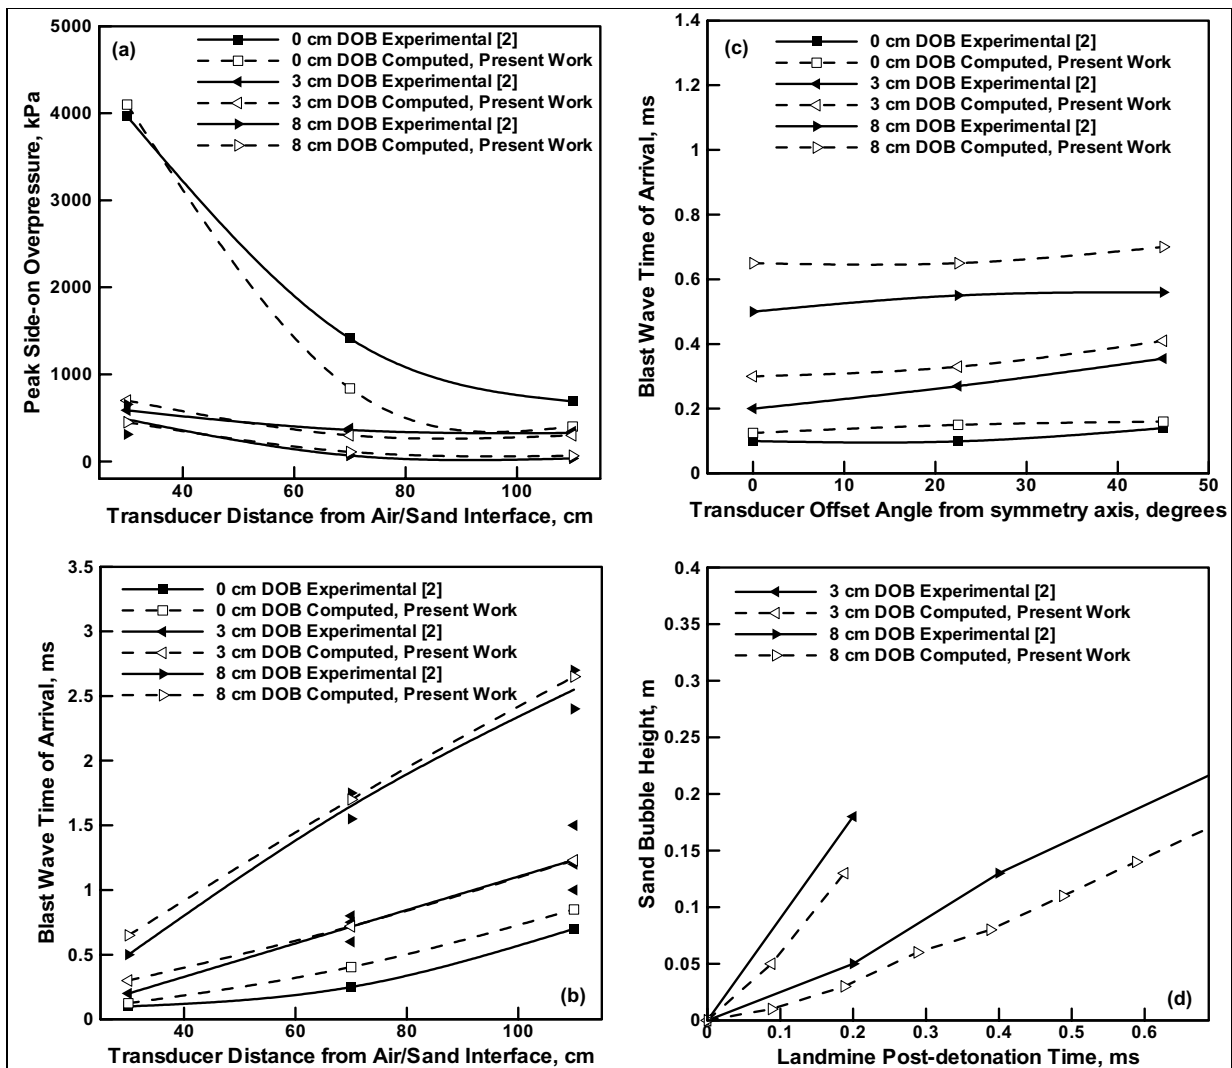 (a)
0 cm DOB Experimental [2]
0 cm DOB Computed, Present Work
3 cm DOB Experimental [2]
3 cm DOB Computed, Present Work
8 cm DOB Experimental [2]
8 cm DOB Computed, Present Work
5000
4000
3000
2000
1000
0
Peak Side-on Overpressure, kPa
40 60 80 100
Transducer Distance from Air/Sand Interface, cm
(c)
0 cm DOB Experimental [2]
0 cm DOB Computed, Present Work
3 cm DOB Experimental [2]
3 cm DOB Computed, Present Work
8 cm DOB Experimental [2]
8 cm DOB Computed, Present Work
1.4
1.2
1
0.8
0.6
0.4
0.2
0
Blast Wave Time of Arrival, ms
0 10 20 30 40 50
Transducer Offset Angle from symmetry axis, degrees
0 cm DOB Experimental [2]
0 cm DOB Computed, Present Work
3 cm DOB Experimental [2]
3 cm DOB Computed, Present Work
8 cm DOB Experimental [2]
8 cm DOB Computed, Present Work
3.5
3
2.5
2
1.5
1
0.5
0
Blast Wave Time of Arrival, ms
(b)
40 60 80 100
Transducer Distance from Air/Sand Interface, cm
3 cm DOB Experimental [2]
3 cm DOB Computed, Present Work
8 cm DOB Experimental [2]
8 cm DOB Computed, Present Work
0.4
0.35
0.3
0.25
0.2
0.15
0.1
0.05
0
Sand Bubble Height, m
(d)
0 0.1 0.2 0.3 0.4 0.5 0.6
Landmine Post-detonation Time, ms